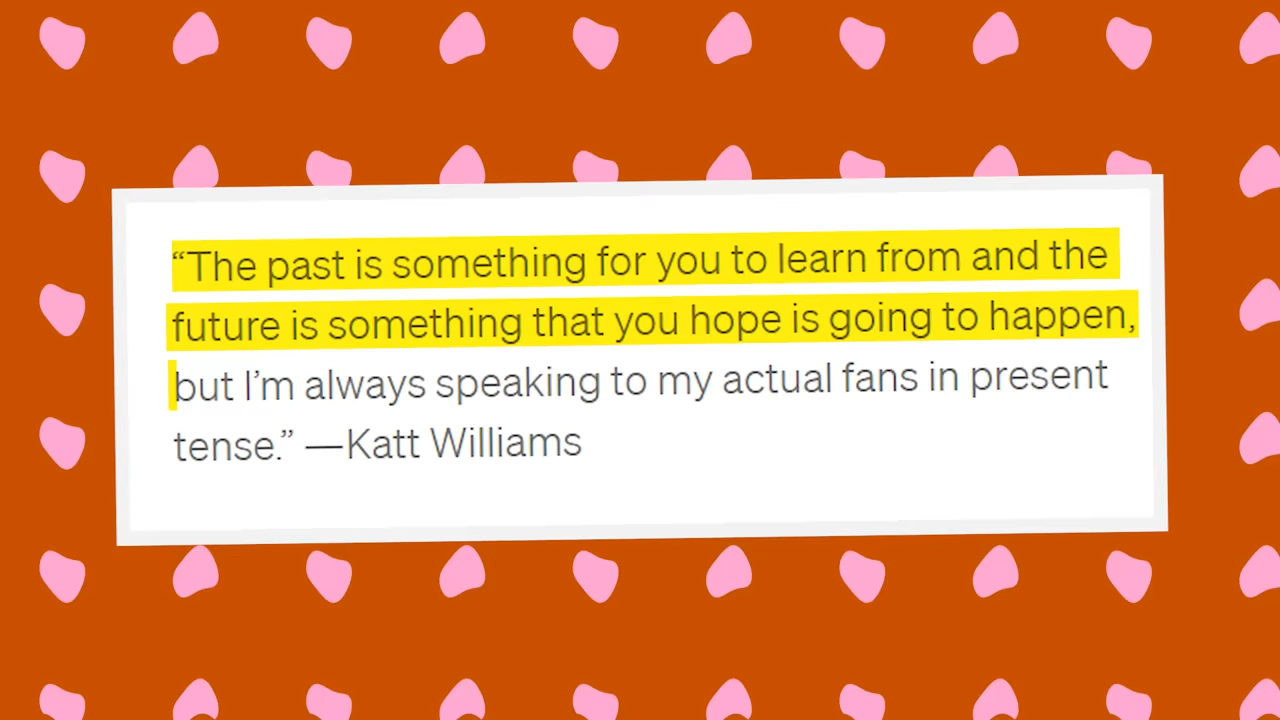 “The past is something for you to learn from and the
future is something that you hope is going to happen,
but I’m always speaking to my actual fans in present
tense.” —Katt Williams